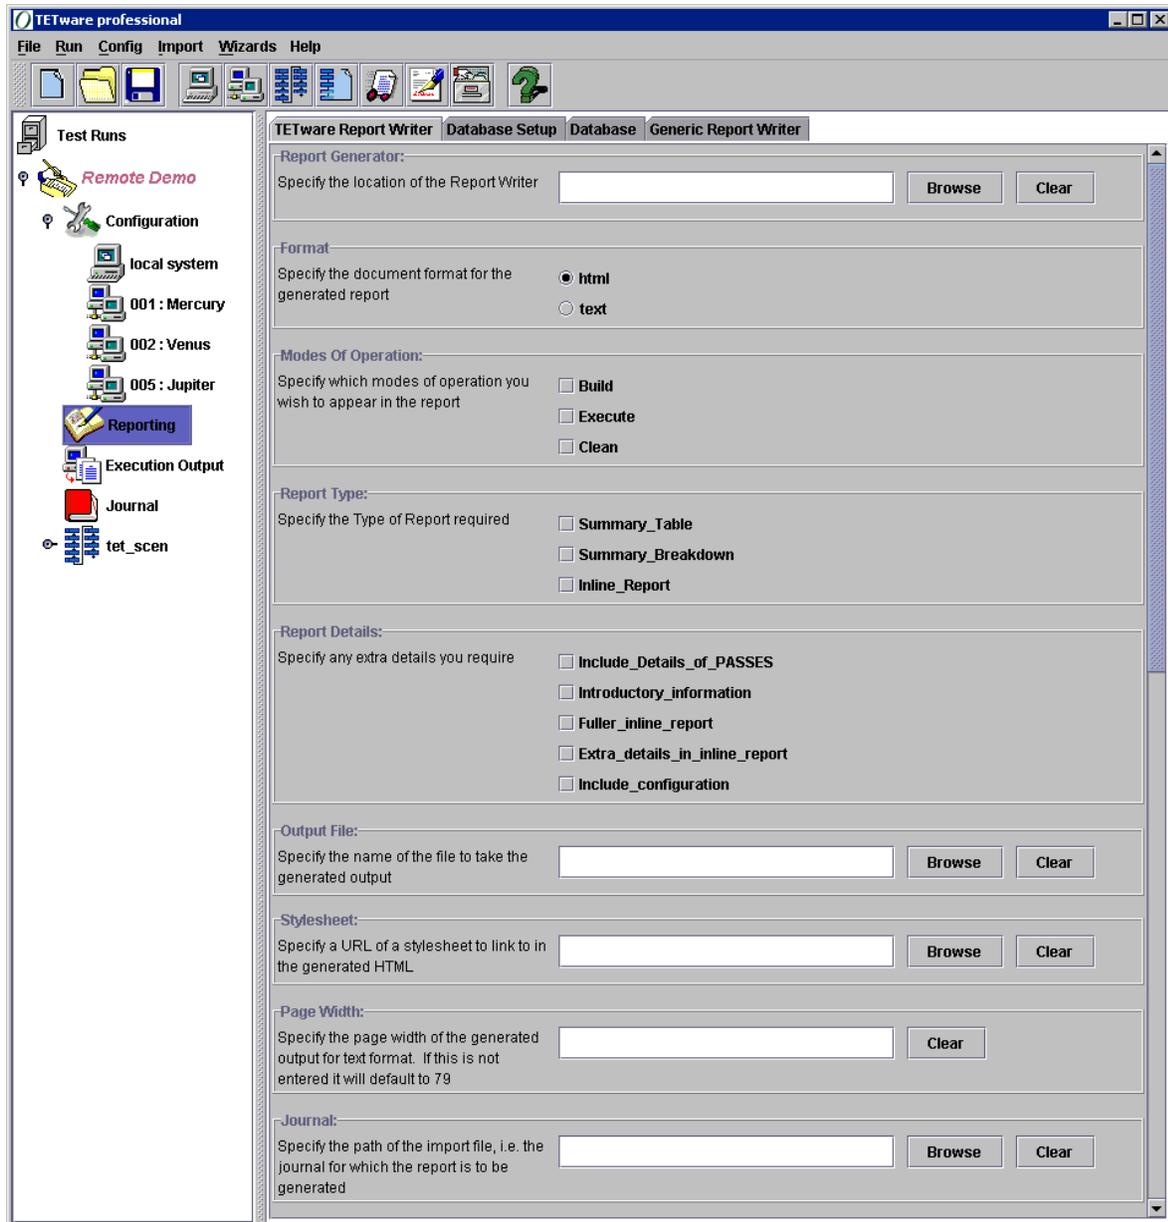 TETware professional
File Run Config Import Wizards Help
Test Runs
Remote Demo
Configuration
local system
001 : Mercury
002 : Venus
005 : Jupiter
Reporting
Execution Output
Journal
tet_scen
TETware Report Writer Database Setup Database Generic Report Writer
Report Generator:
Specify the location of the Report Writer
Browse Clear
Format
Specify the document format for the
generated report
html
text
Modes Of Operation:
Specify which modes of operation you
wish to appear in the report
Build
Execute
Clean
Report Type:
Specify the Type of Report required
Summary_Table
Summary_Breakdown
Inline_Report
Report Details:
Specify any extra details you require
Include_Details_of_PASSES
Introductory_information
Fuller_inline_report
Extra_details_in_inline_report
Include_configuration
Output File:
Specify the name of the file to take the
generated output
Browse Clear
Stylesheet:
Specify a URL of a stylesheet to link to in
the generated HTML
Browse Clear
Page Width:
Specify the page width of the generated
output for text format. If this is not
entered it will default to 79
Clear
Journal:
Specify the path of the import file, i.e. the
journal for which the report is to be
generated
Browse Clear